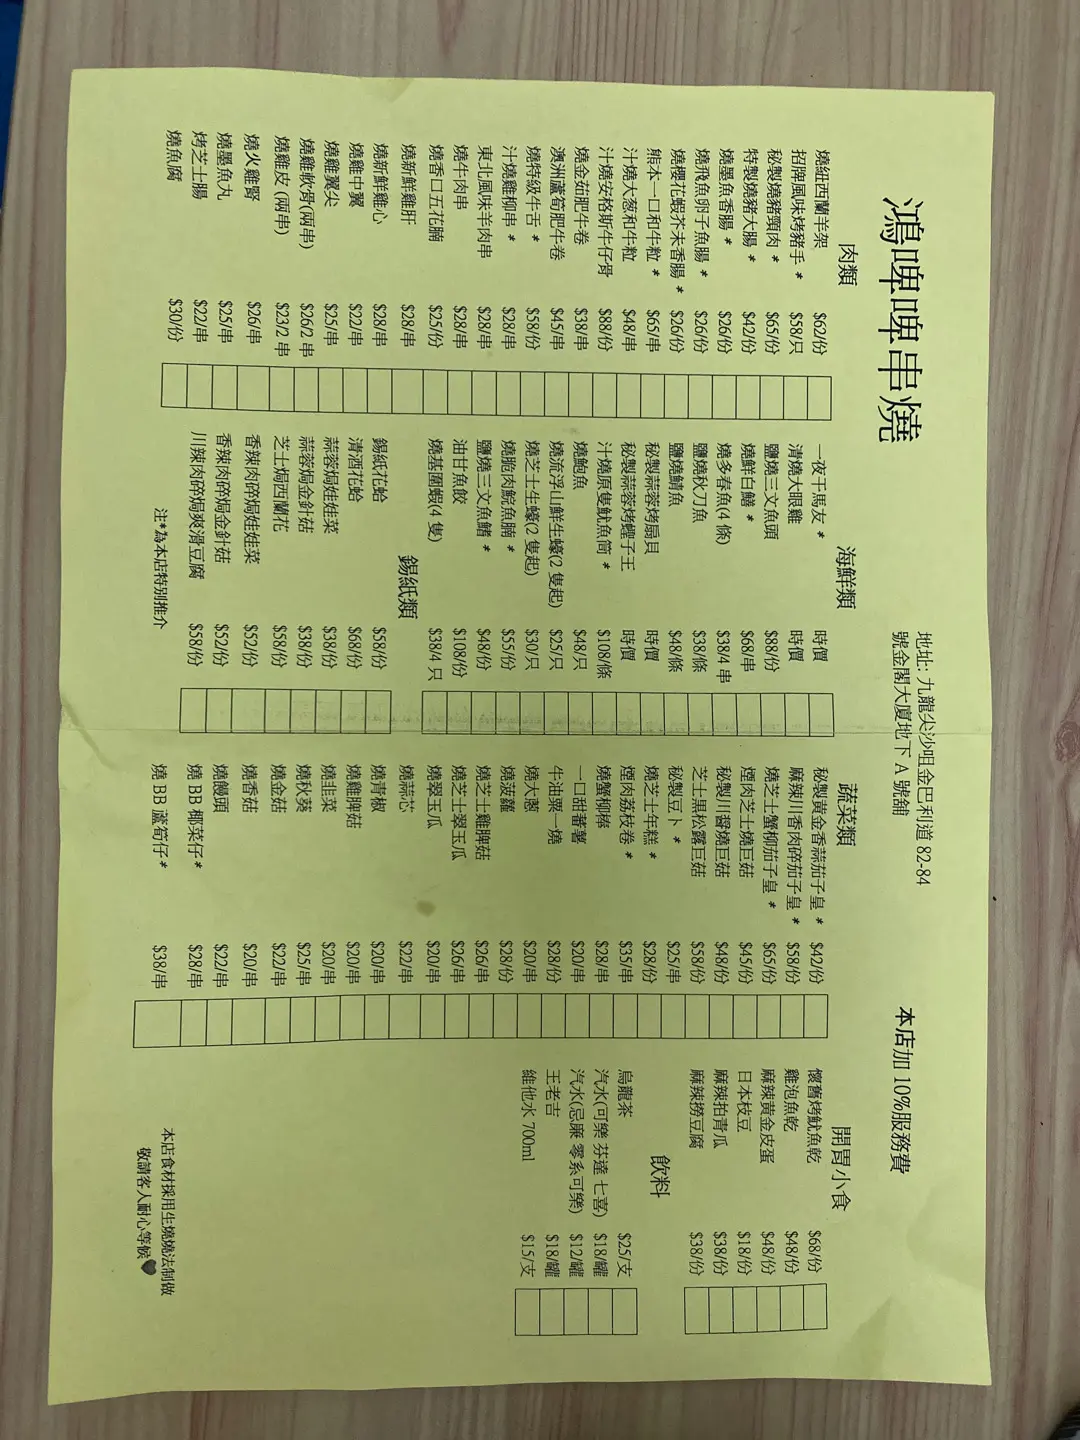 鴻啤啤串燒
地址: 九龍尖沙咀金巴利道 82-84
號金閣大廈地下 A 號舖
本店加 10%服務費
肉類
燒紐西蘭羊架 $62/份
招牌風味烤豬手 * $58/只
秘製燒豬頸肉 * $65/份
特製燒豬大腸 * $42/份
燒墨魚香腸 * $26/份
燒飛魚卵子魚腸 * $26/份
燒櫻花蝦芥末香腸 * $26/份
熊本一口和牛粒 * $65/串
汁燒大葱和牛粒 $48/串
汁燒安格斯牛仔骨 $88/份
燒金茹肥牛卷 $38/串
澳洲蘆筍肥牛卷 $45/串
燒特級牛舌 * $58/份
汁燒雞柳串 * $28/串
東北風味羊肉串 $28/串
燒牛肉串 $28/串
燒香口五花腩 $25/份
燒新鮮雞肝 $28/串
燒新鮮雞心 $28/串
燒雞中翼 $22/串
燒雞翼尖 $25/串
燒雞軟骨(兩串) $26/2 串
燒雞皮 (兩串) $23/2 串
燒火雞腎 $26/串
燒墨魚丸 $25/串
烤芝士腸 $22/串
燒魚腐 $30/份
海鮮類
一夜干馬友 * 時價
清燒大眼雞 時價
鹽燒三文魚頭 $88/份
燒鮮白鱔 * $68/串
燒多春魚(4 條) $38/4 串
鹽燒秋刀魚 $38/條
鹽燒鯖魚 $48/條
秘製蒜蓉烤扇貝 時價
秘製蒜蓉烤蟶子王 時價
汁燒原隻魷魚筒 * $108/條
燒鮑魚 $48/只
燒流浮山鮮生蠔(2 隻起) $25/只
燒芝士生蠔(2 隻起) $30/只
燒脆肉鯇魚腩 * $55/份
鹽燒三文魚鰭 * $48/份
油甘魚鮫 $108/份
燒基圍蝦(4 隻) $38/4 只
錫紙類
錫紙花蛤 $58/份
清酒花蛤 $68/份
蒜蓉焗娃娃菜 $38/份
蒜蓉焗金針菇 $38/份
芝士焗西蘭花 $58/份
香辣肉碎焗娃娃菜 $52/份
香辣肉碎焗金針菇 $52/份
川辣肉碎焗爽滑豆腐 $58/份
注*為本店特別推介
蔬菜類
秘製黃金香蒜茄子皇 * $42/份
麻辣川香肉碎茄子皇 * $58/份
燒芝士蟹柳茄子皇 * $65/份
煙肉芝士燒巨菇 $45/份
秘製川醬燒巨菇 $48/份
芝士黑松露巨菇 $58/份
秘製豆卜 * $25/串
燒芝士年糕 * $28/份
煙肉荔枝卷 * $35/串
燒蟹柳棒 $28/串
一口甜蕃薯 $20/串
牛油粟一燒 $28/份
燒大蔥 $20/串
燒菠蘿 $28/份
燒芝士雞脾菇 $26/串
燒芝士翠玉瓜 $26/串
燒翠玉瓜 $20/串
燒蒜芯 $22/串
燒青椒 $20/串
燒雞脾菇 $20/串
燒韭菜 $20/串
燒秋葵 $25/串
燒金菇 $22/串
燒香菇 $20/串
燒饅頭 $22/串
燒 BB 椰菜仔 * $28/串
燒 BB 蘆筍仔 * $38/串
開胃小食
懷舊烤魷魚乾 $68/份
雞泡魚乾 $48/份
麻辣黄金皮蛋 $48/份
日本枝豆 $18/份
麻辣拍青瓜 $38/份
麻辣撈豆腐 $38/份
飲料
烏龍茶 $25/支
汽水(可樂 芬達 七喜) $18/罐
汽水(忌廉 零系可樂) $12/罐
王老吉 $18/罐
維他水 700ml $15/支
本店食材採用生燒燒法制做
敬請客人耐心等候♥